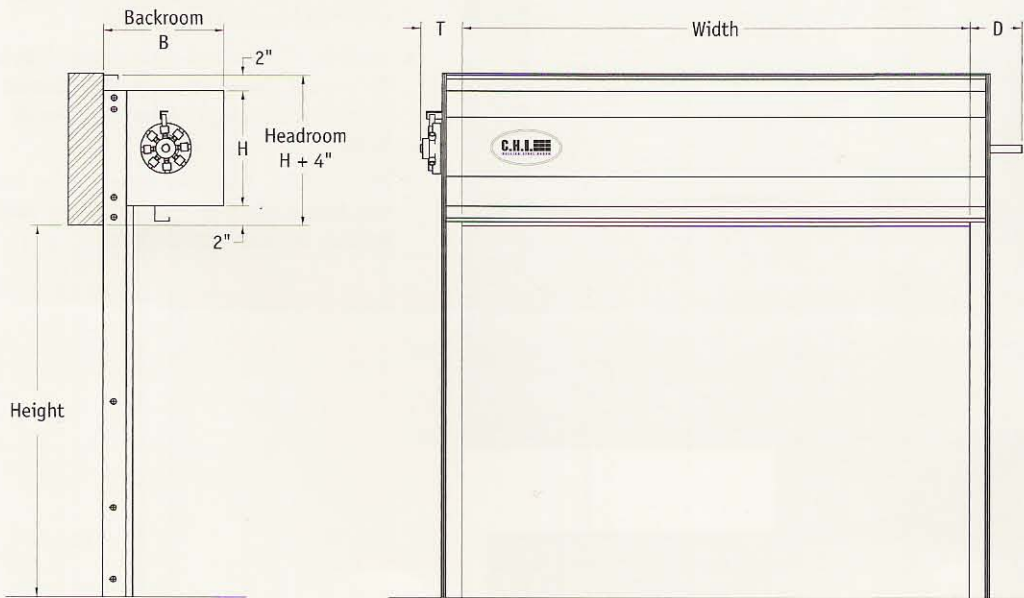 Backroom
B
2"
T
Width
D
H
Headroom
H + 4"
C.H.I.
2"
Height